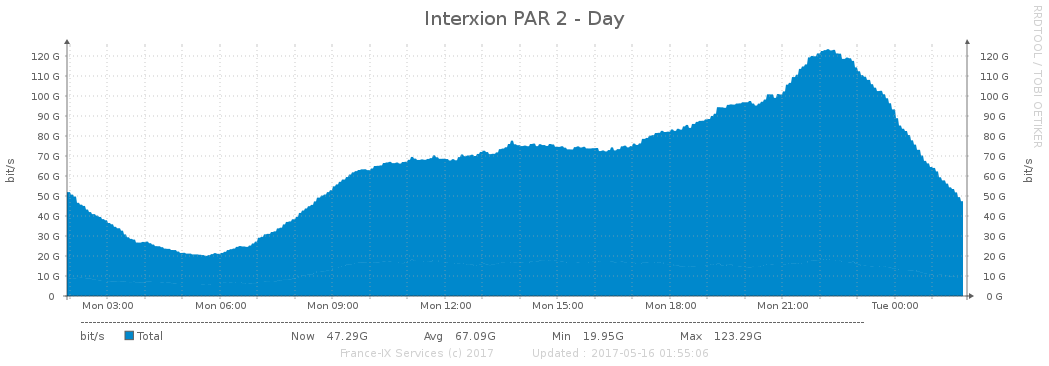 Interxion PAR 2 - Day
RRDTOOL / TOBI OETIKER
bit/s
120 G 120 G
110 G 110 G
100 G 100 G
90 G 90 G
80 G 80 G
70 G 70 G
60 G 60 G
50 G 50 G
40 G 40 G
30 G 30 G
20 G 20 G
10 G 10 G
0 0 G
bit/s
Mon 03:00 Mon 06:00 Mon 09:00 Mon 12:00 Mon 15:00 Mon 18:00 Mon 21:00 Tue 00:00
bit/s Total Now 47.29G Avg 67.09G Min 19.95G Max 123.29G
France-IX Services (c) 2017 Updated : 2017-05-16 01:55:06